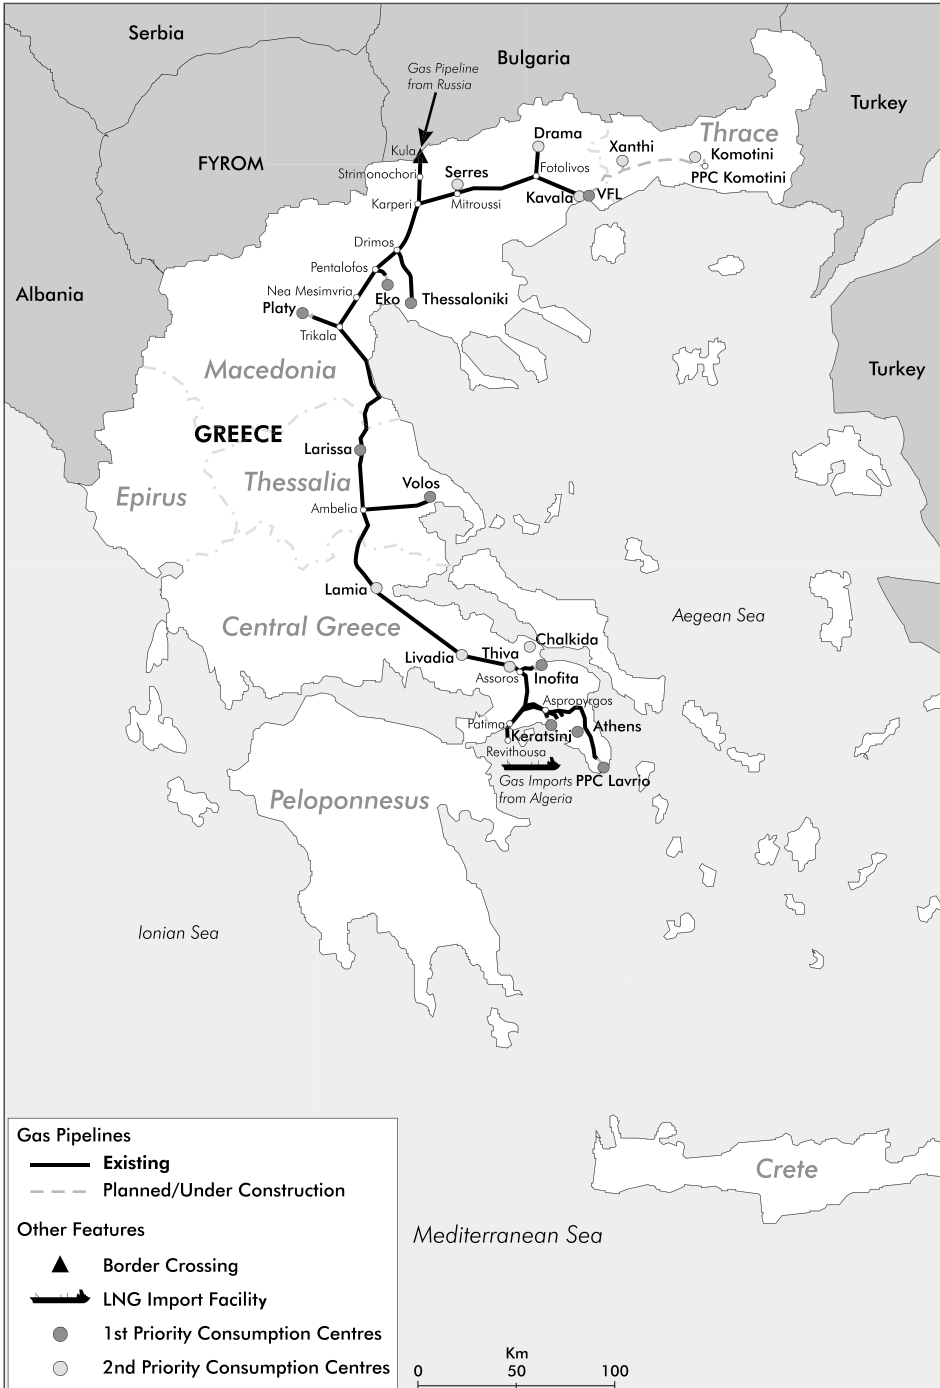 Serbia
Bulgaria
Gas Pipeline
from Russia
Turkey
Drama
Thrace
Xanthi
Kula
FYROM
Komotini
Strimonochori
Serres
Fotolivos
PPC Komotini
Karperi
Mitroussi
Kavala
VFL
Drimos
Pentalofos
Albania
Nea Mesimvria
Eko
Thessaloniki
Platy
Trikala
Macedonia
Turkey
GREECE
Larissa
Thessalia
Volos
Epirus
Ambelia
Lamia
Aegean Sea
Central Greece
Chalkida
Livadia
Thiva
Assoros
Inofita
Aspropyrgos
Patima
Keratsini
Athens
Revithousa
Gas Imports
from Algeria
PPC Lavrio
Peloponnesus
Ionian Sea
Crete
Mediterranean Sea
Gas Pipelines
Existing
Planned/Under Construction
Other Features
Border Crossing
LNG Import Facility
1st Priority Consumption Centres
2nd Priority Consumption Centres
Km
0 50 100